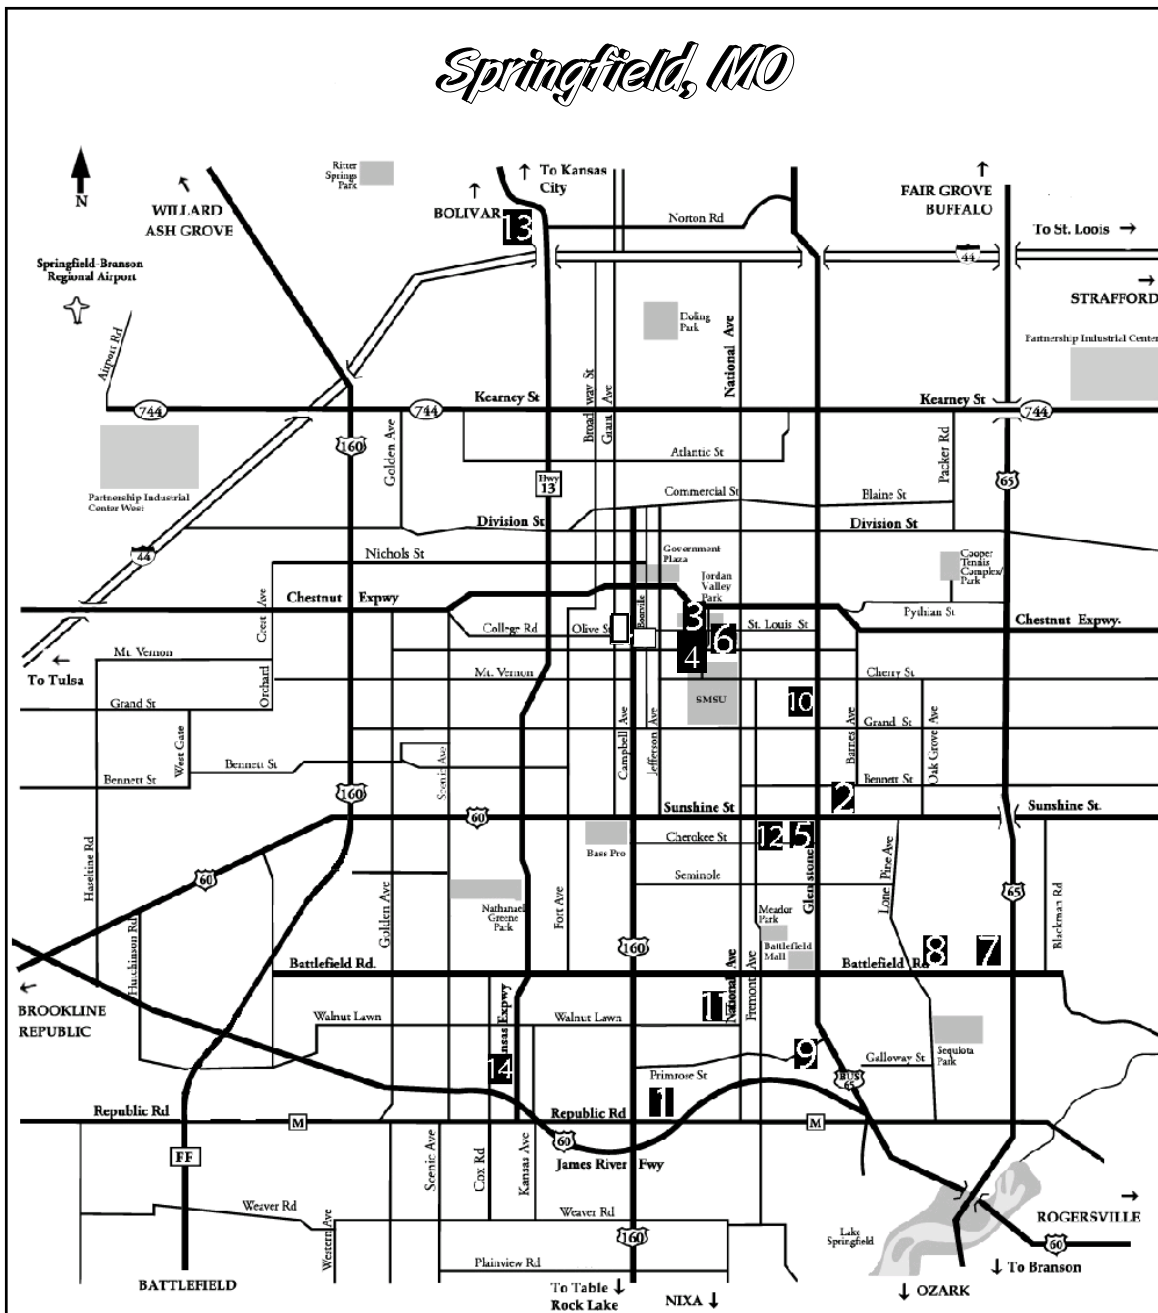 Springfield, MO
Ritter
Springs
Park
To Kansas
City
BOLIVAR
13
N
WILLARD
ASH GROVE
Norton Rd
FAIR GROVE
BUFFALO
To St. Loois
44
STRAFFORD
Springfield-Branson
Regional Airport
Airport Rd
Doling
Park
National Ave
Partnership Industrial Center
Kearney St
Kearney St
744
744
744
Broadway St
Grant Ave
160
Golden Ave
Atlantic St
Packer Rd
Partnership Industrial
Center West
Hwy
13
65
Commercial St
Blaine St
Division St
Division St
44
Nichols St
Government
Plaza
Jordan
Valley
Park
Cooper
Tennis
Complex/
Park
Chestnut Expwy
Crest Ave
Boonville
3
Pythian St
Chestnut Expwy.
College Rd
Olive St
St. Louis St
6
4
Mt. Vernon
To Tulsa
Orchard
Mt. Vernon
Cherry St
SMSU
10
Grand St
Grand St
West Gate
Scenic Ave
Campbell Ave
Jefferson Ave
Barnes Ave
Oak Grove Ave
Bennett St
Bennett St
Bennett St
160
2
Sunshine St
Sunshine St.
60
Bass Pro
Cherokee St
12
5
Haseltine Rd
60
Seminole
Glenstone
Lone Pine Ave
65
Blackman Rd
Golden Ave
Nathanael
Greene
Park
Fort Ave
Meador
Park
Hutchinson Rd
160
Battlefield
Mall
8
7
Battlefield Rd.
Battlefield Rd
BROOKLINE
REPUBLIC
National Ave
Fremont Ave
11
Walnut Lawn
nsas Expwy
Walnut Lawn
9
Galloway St
Sequiota
Park
14
Primrose St
BUS
65
1
Republic Rd
M
Republic Rd
M
60
FF
James River Fwy
Scenic Ave
Cox Rd
Kansas Ave
Weaver Rd
Western Ave
Weaver Rd
160
Lake
Springfield
ROGERSVILLE
60
Plainview Rd
To Branson
BATTLEFIELD
To Table
Rock Lake
NIXA
OZARK